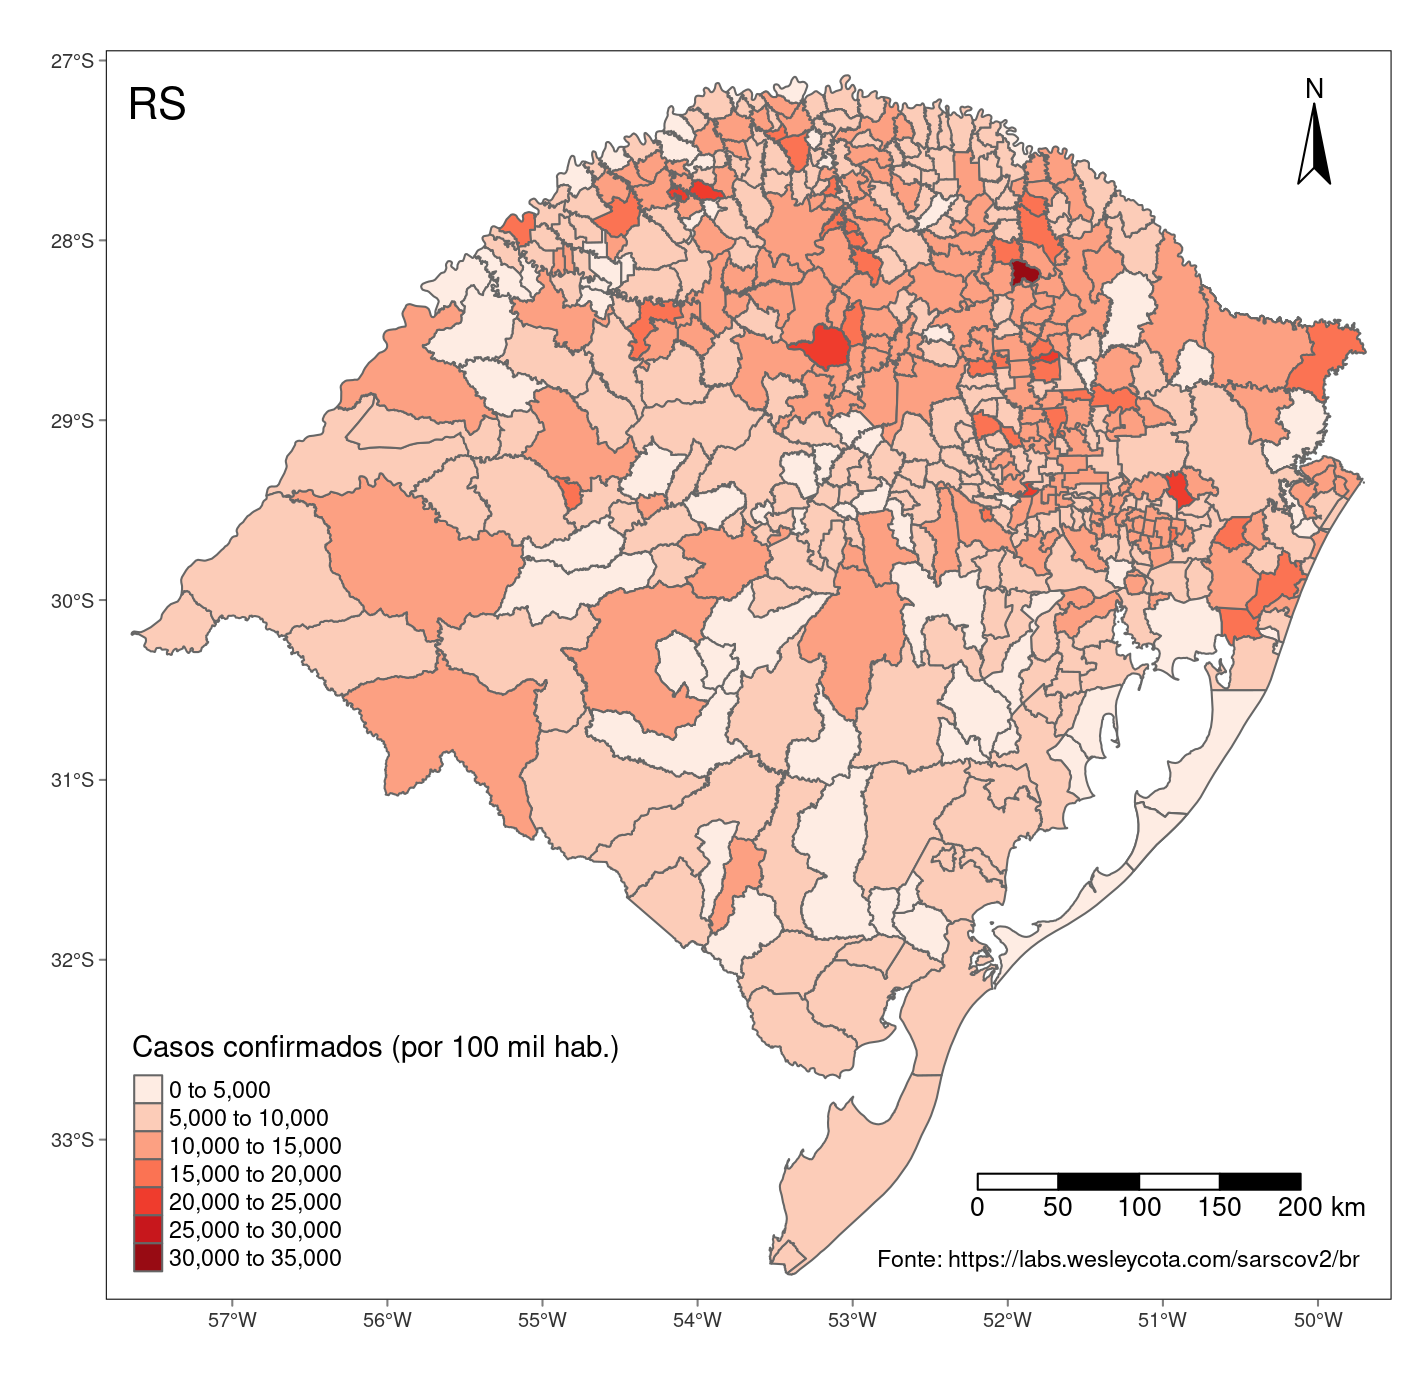 27°S
RS
N
28°S
29°S
30°S
31°S
32°S
33°S
Casos confirmados (por 100 mil hab.)
0 to 5,000
5,000 to 10,000
10,000 to 15,000
15,000 to 20,000
20,000 to 25,000
25,000 to 30,000
30,000 to 35,000
0 50 100 150 200 km
Fonte: https://labs.wesleycota.com/sarscov2/br
57°W 56°W 55°W 54°W 53°W 52°W 51°W 50°W